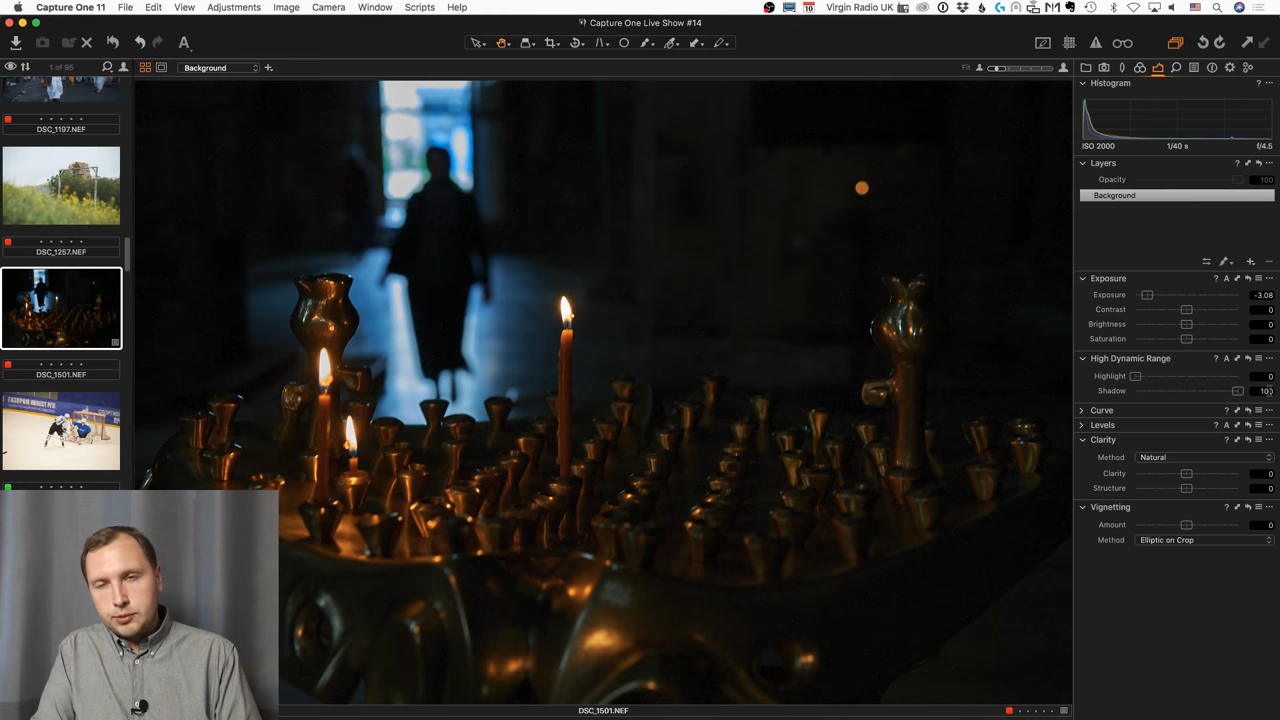 Capture One 11 File Edit View Adjustments Image Camera Window Scripts Help Virgin Radio UK
Capture One Live Show #14
1 of 95 Background Fit
Histogram
ISO 2000 1/40 s f/4.5
Layers
Opacity 100
Background
Exposure
Exposure -3.08
Contrast 0
Brightness 0
Saturation 0
High Dynamic Range
Highlight 0
Shadow 100
Curve
Levels
Clarity
Method Natural
Clarity 0
Structure 0
Vignetting
Amount 0
Method Elliptic on Crop
DSC_1197.NEF
DSC_1257.NEF
DSC_1501.NEF
DSC_1501.NEF